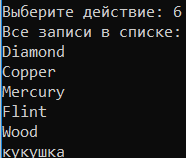 Выберите действие: 6
Все записи в списке:
Diamond
Copper
Mercury
Flint
Wood
кукушка